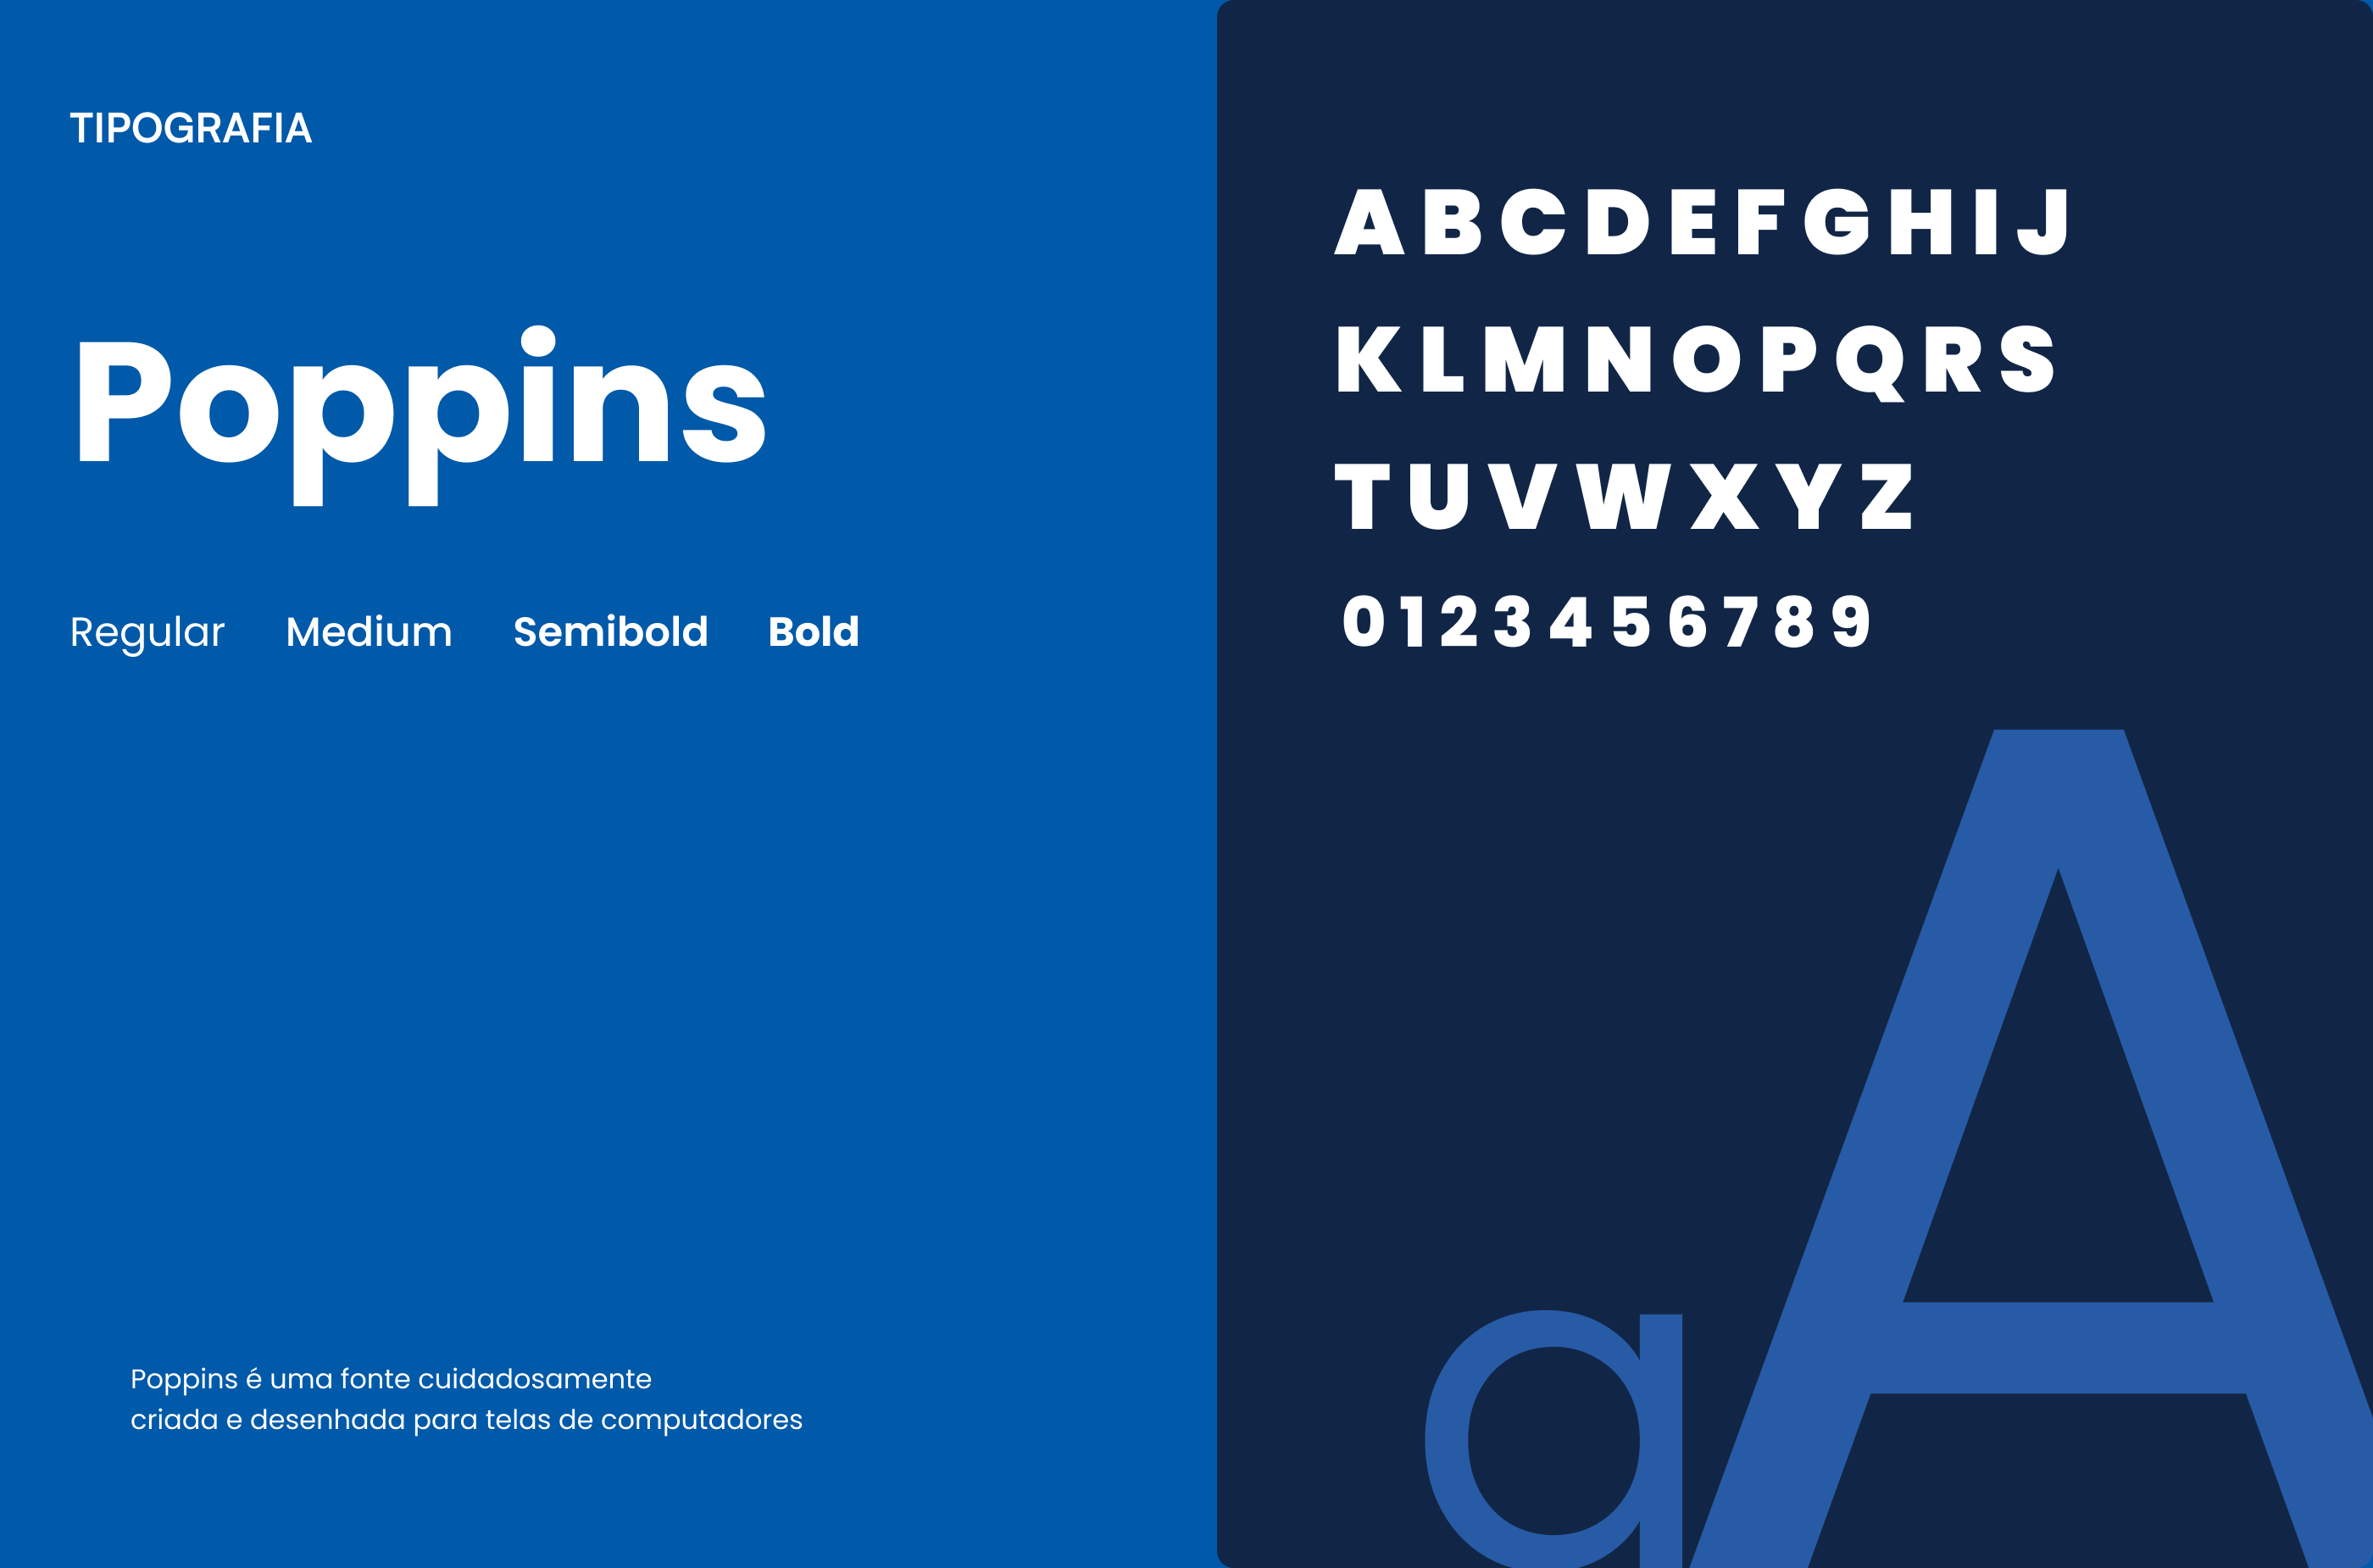 TIPOGRAFIA
Poppins
Regular Medium Semibold Bold
Poppins é uma fonte cuidadosamente
criada e desenhada para telas de computadores
ABCDEFGHIJ
KLMNOPQRS
TUVWXYZ
0123456789
aA